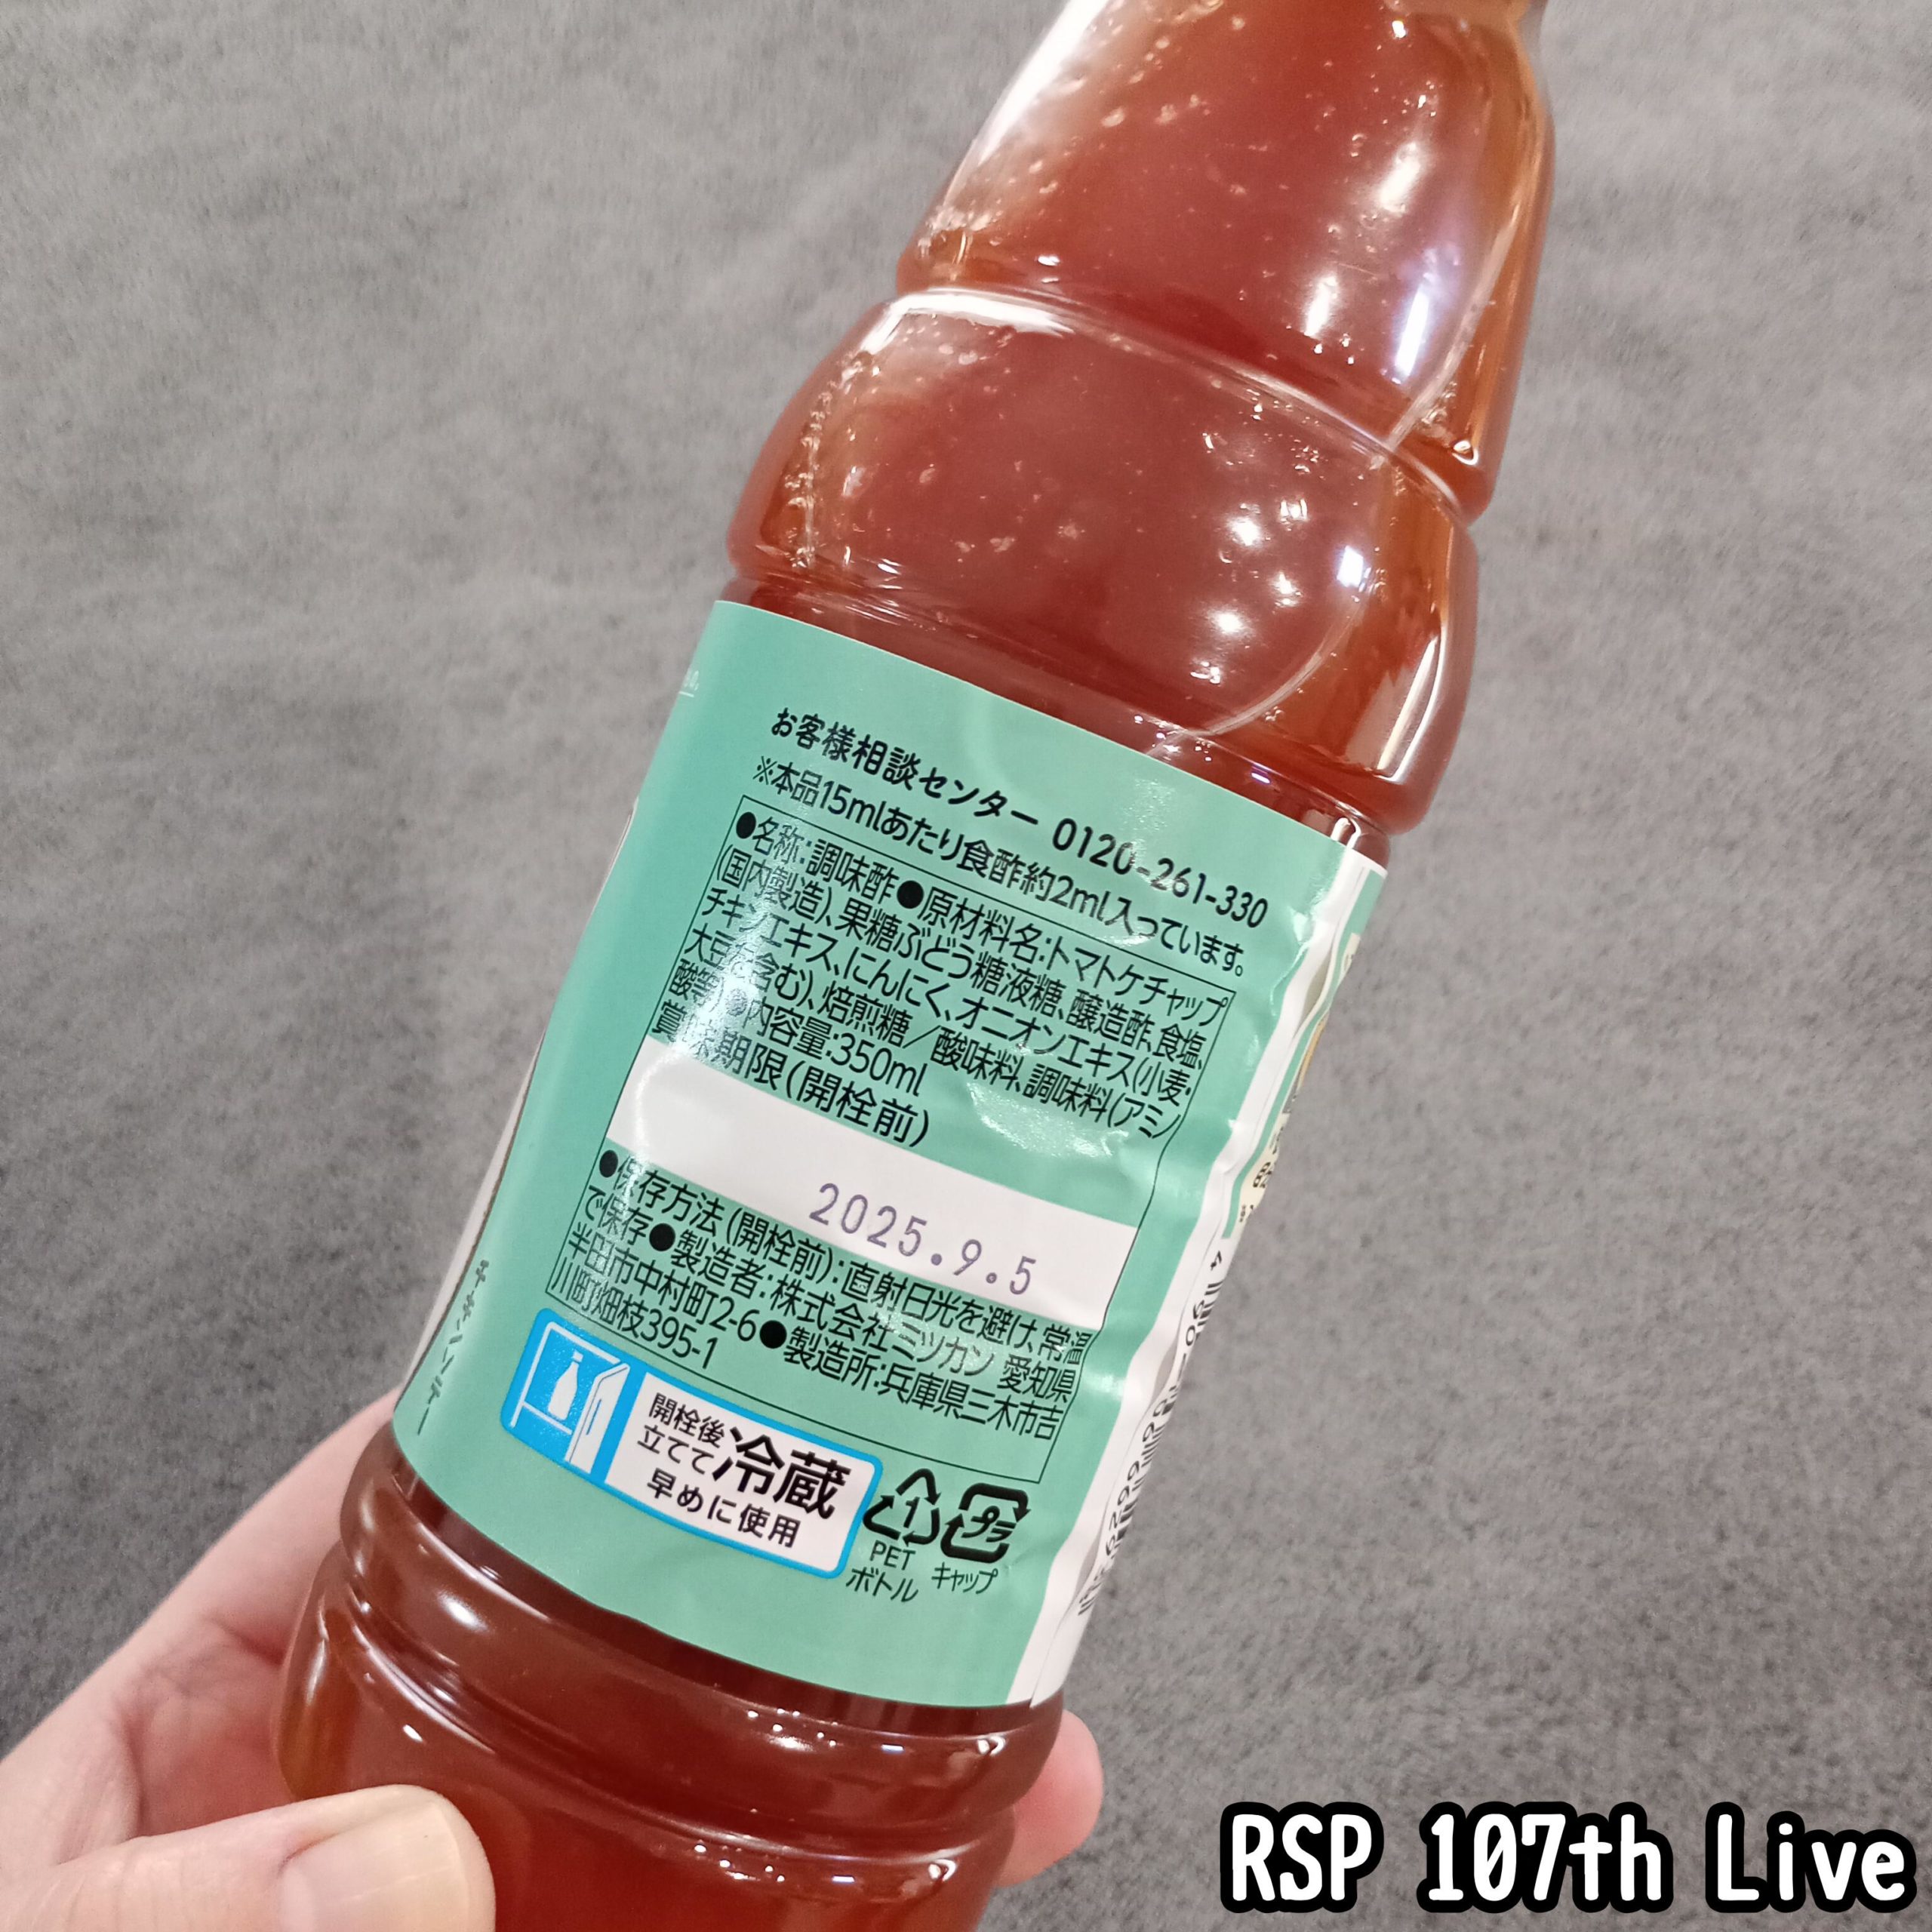 お客様相談センター 0120-261-330
※本品15mlあたり食酢約2ml入っています。
●名称:調味酢●原材料名:トマトケチャップ
(国内製造)、果糖ぶどう糖液糖、醸造酢、食塩、
チキンエキス、にんにく、オニオンエキス(小麦・
大豆を含む)、焙煎糖/酸味料、調味料(アミノ
酸等)●内容量:350ml
賞味期限(開栓前)
2025.9.5
●保存方法(開栓前):直射日光を避け、常温
で保存●製造者:株式会社ミツカン 愛知県
半田市中村町2-6●製造所:兵庫県三木市吉
川町畑枝395-1
開栓後
立てて冷蔵
早めに使用
1
PET
ボトル
プラ
キャップ
RSP 107th Live